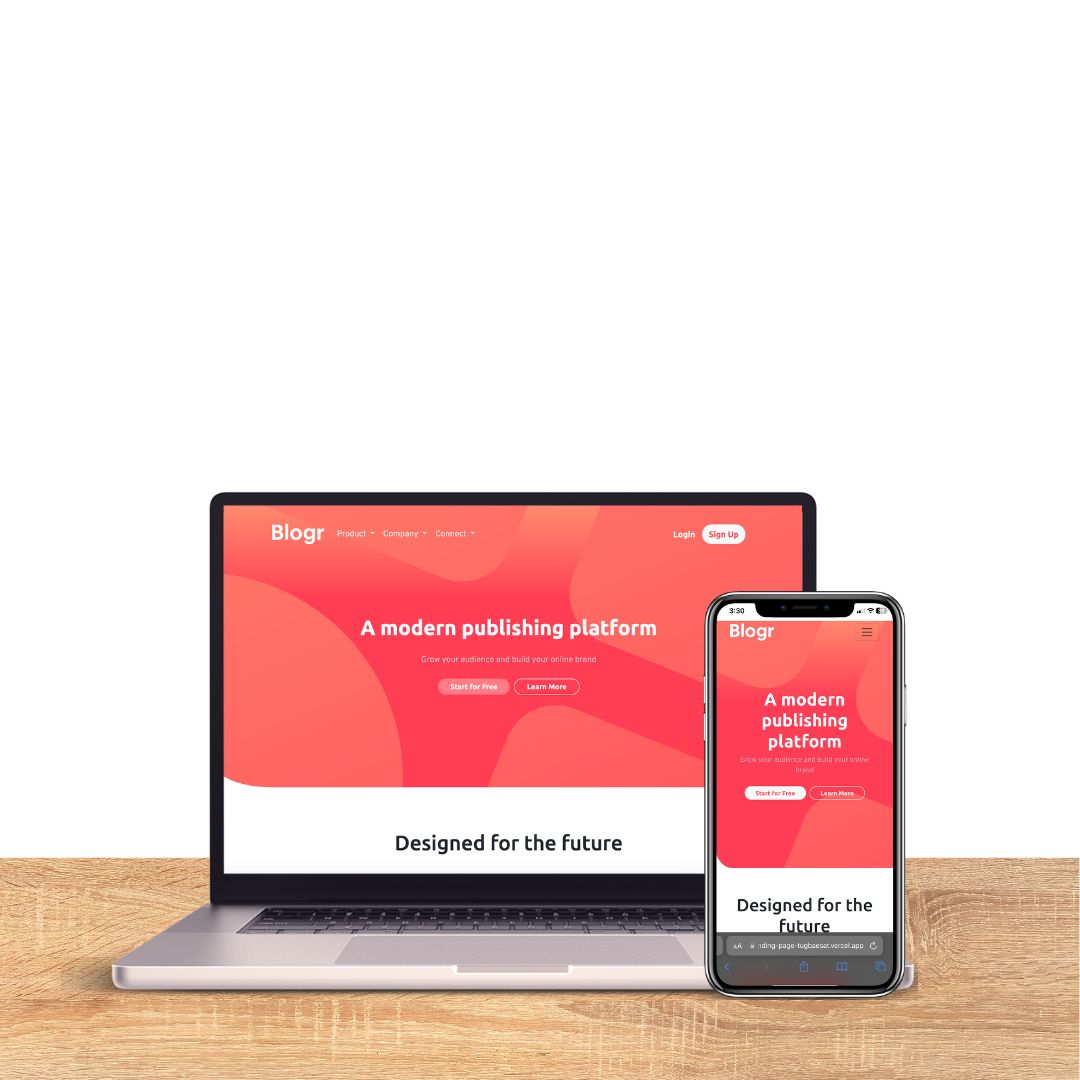 Blogr Product Company Connect Login Sign Up
A modern publishing platform
Grow your audience and build your online brand
Start for Free Learn More
Designed for the future
3:30
Blogr
A modern
publishing
platform
Grow your audience and build your online
brand
Start for Free Learn More
Designed for the
future
AA nding-page-tugbaesat.vercel.app